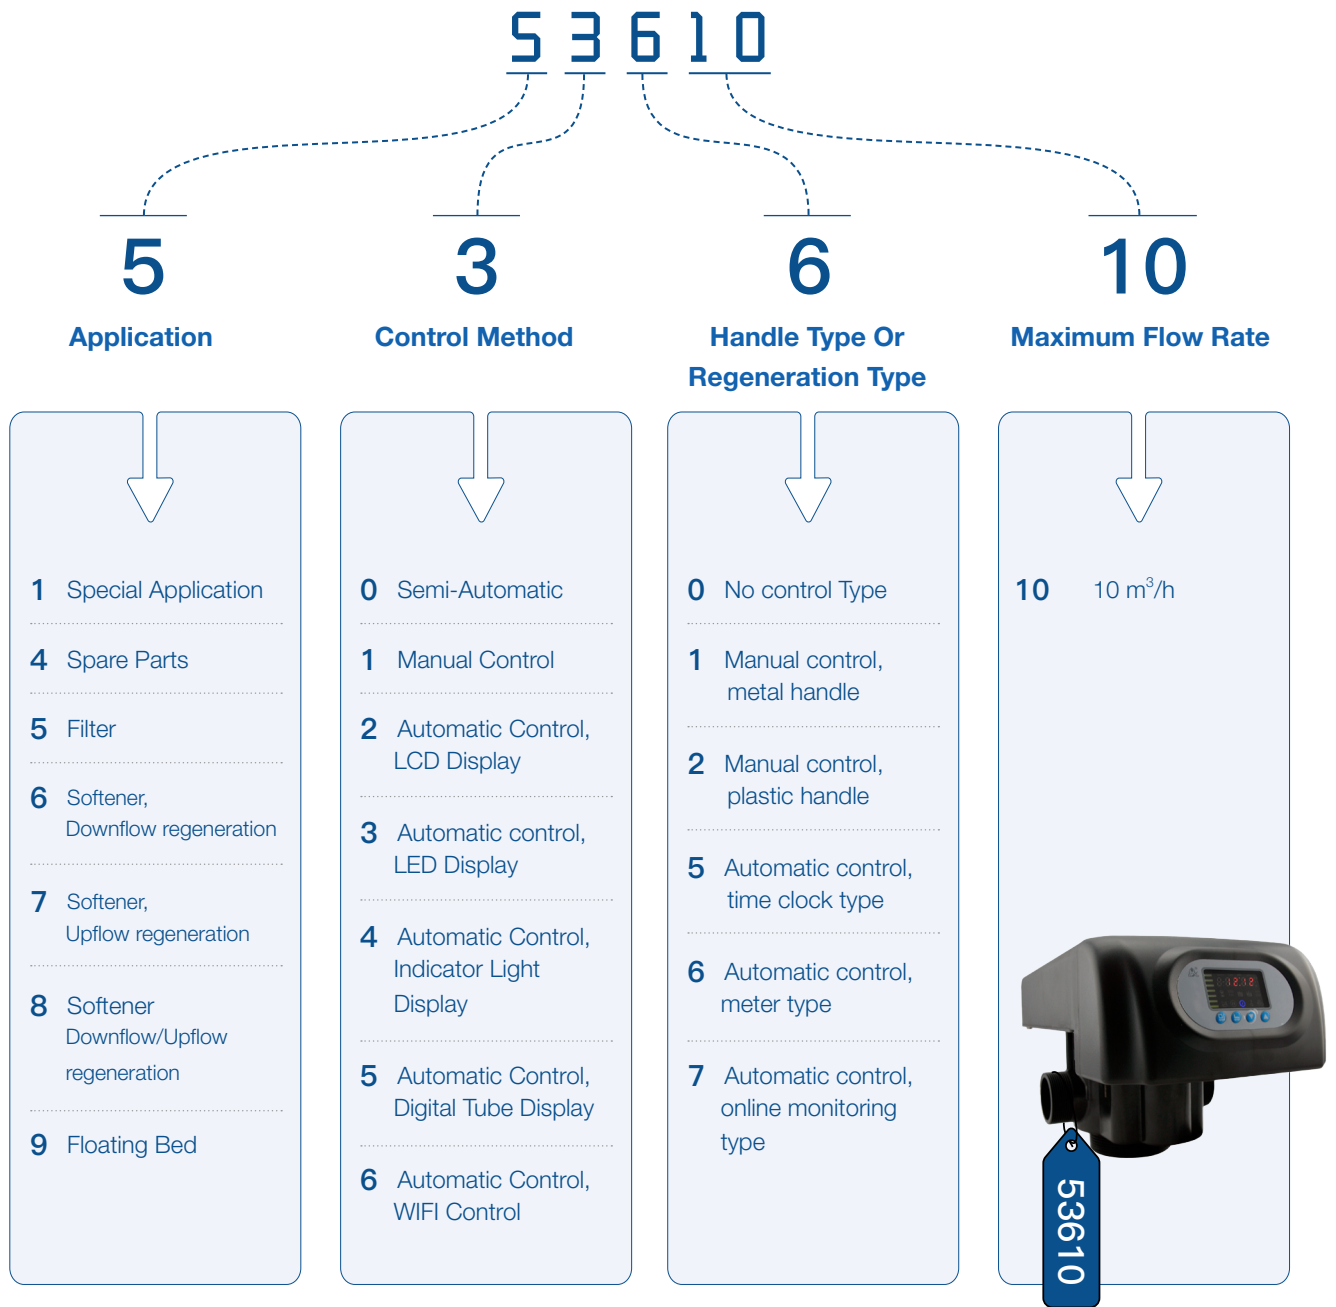 53610
5
3
6
10
Application
Control Method
Handle Type Or
Regeneration Type
Maximum Flow Rate
1 Special Application
4 Spare Parts
5 Filter
6 Softener,
Downflow regeneration
7 Softener,
Upflow regeneration
8 Softener
Downflow/Upflow
regeneration
9 Floating Bed
0 Semi-Automatic
1 Manual Control
2 Automatic Control,
LCD Display
3 Automatic control,
LED Display
4 Automatic Control,
Indicator Light
Display
5 Automatic Control,
Digital Tube Display
6 Automatic Control,
WIFI Control
0 No control Type
1 Manual control,
metal handle
2 Manual control,
plastic handle
5 Automatic control,
time clock type
6 Automatic control,
meter type
7 Automatic control,
online monitoring
type
10 10 m³/h
12:12
53610